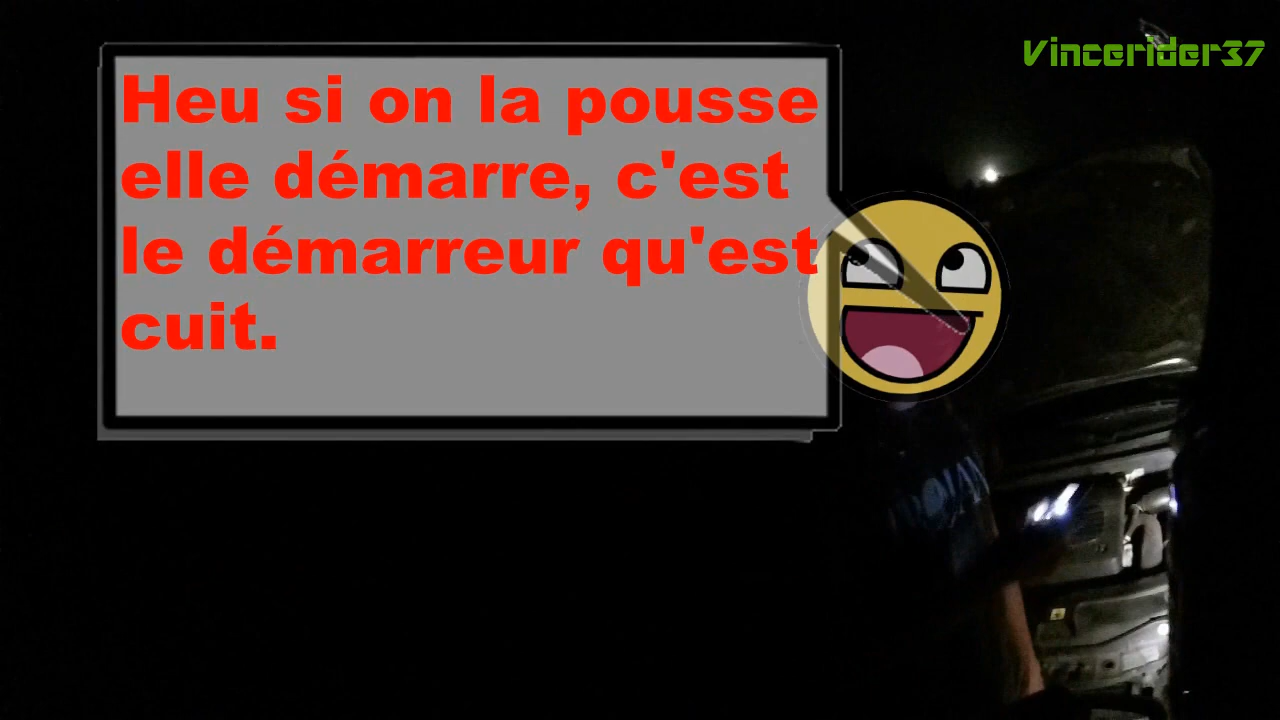 Vincerider37
Heu si on la pousse
elle démarre, c'est
le démarreur qu'est
cuit.